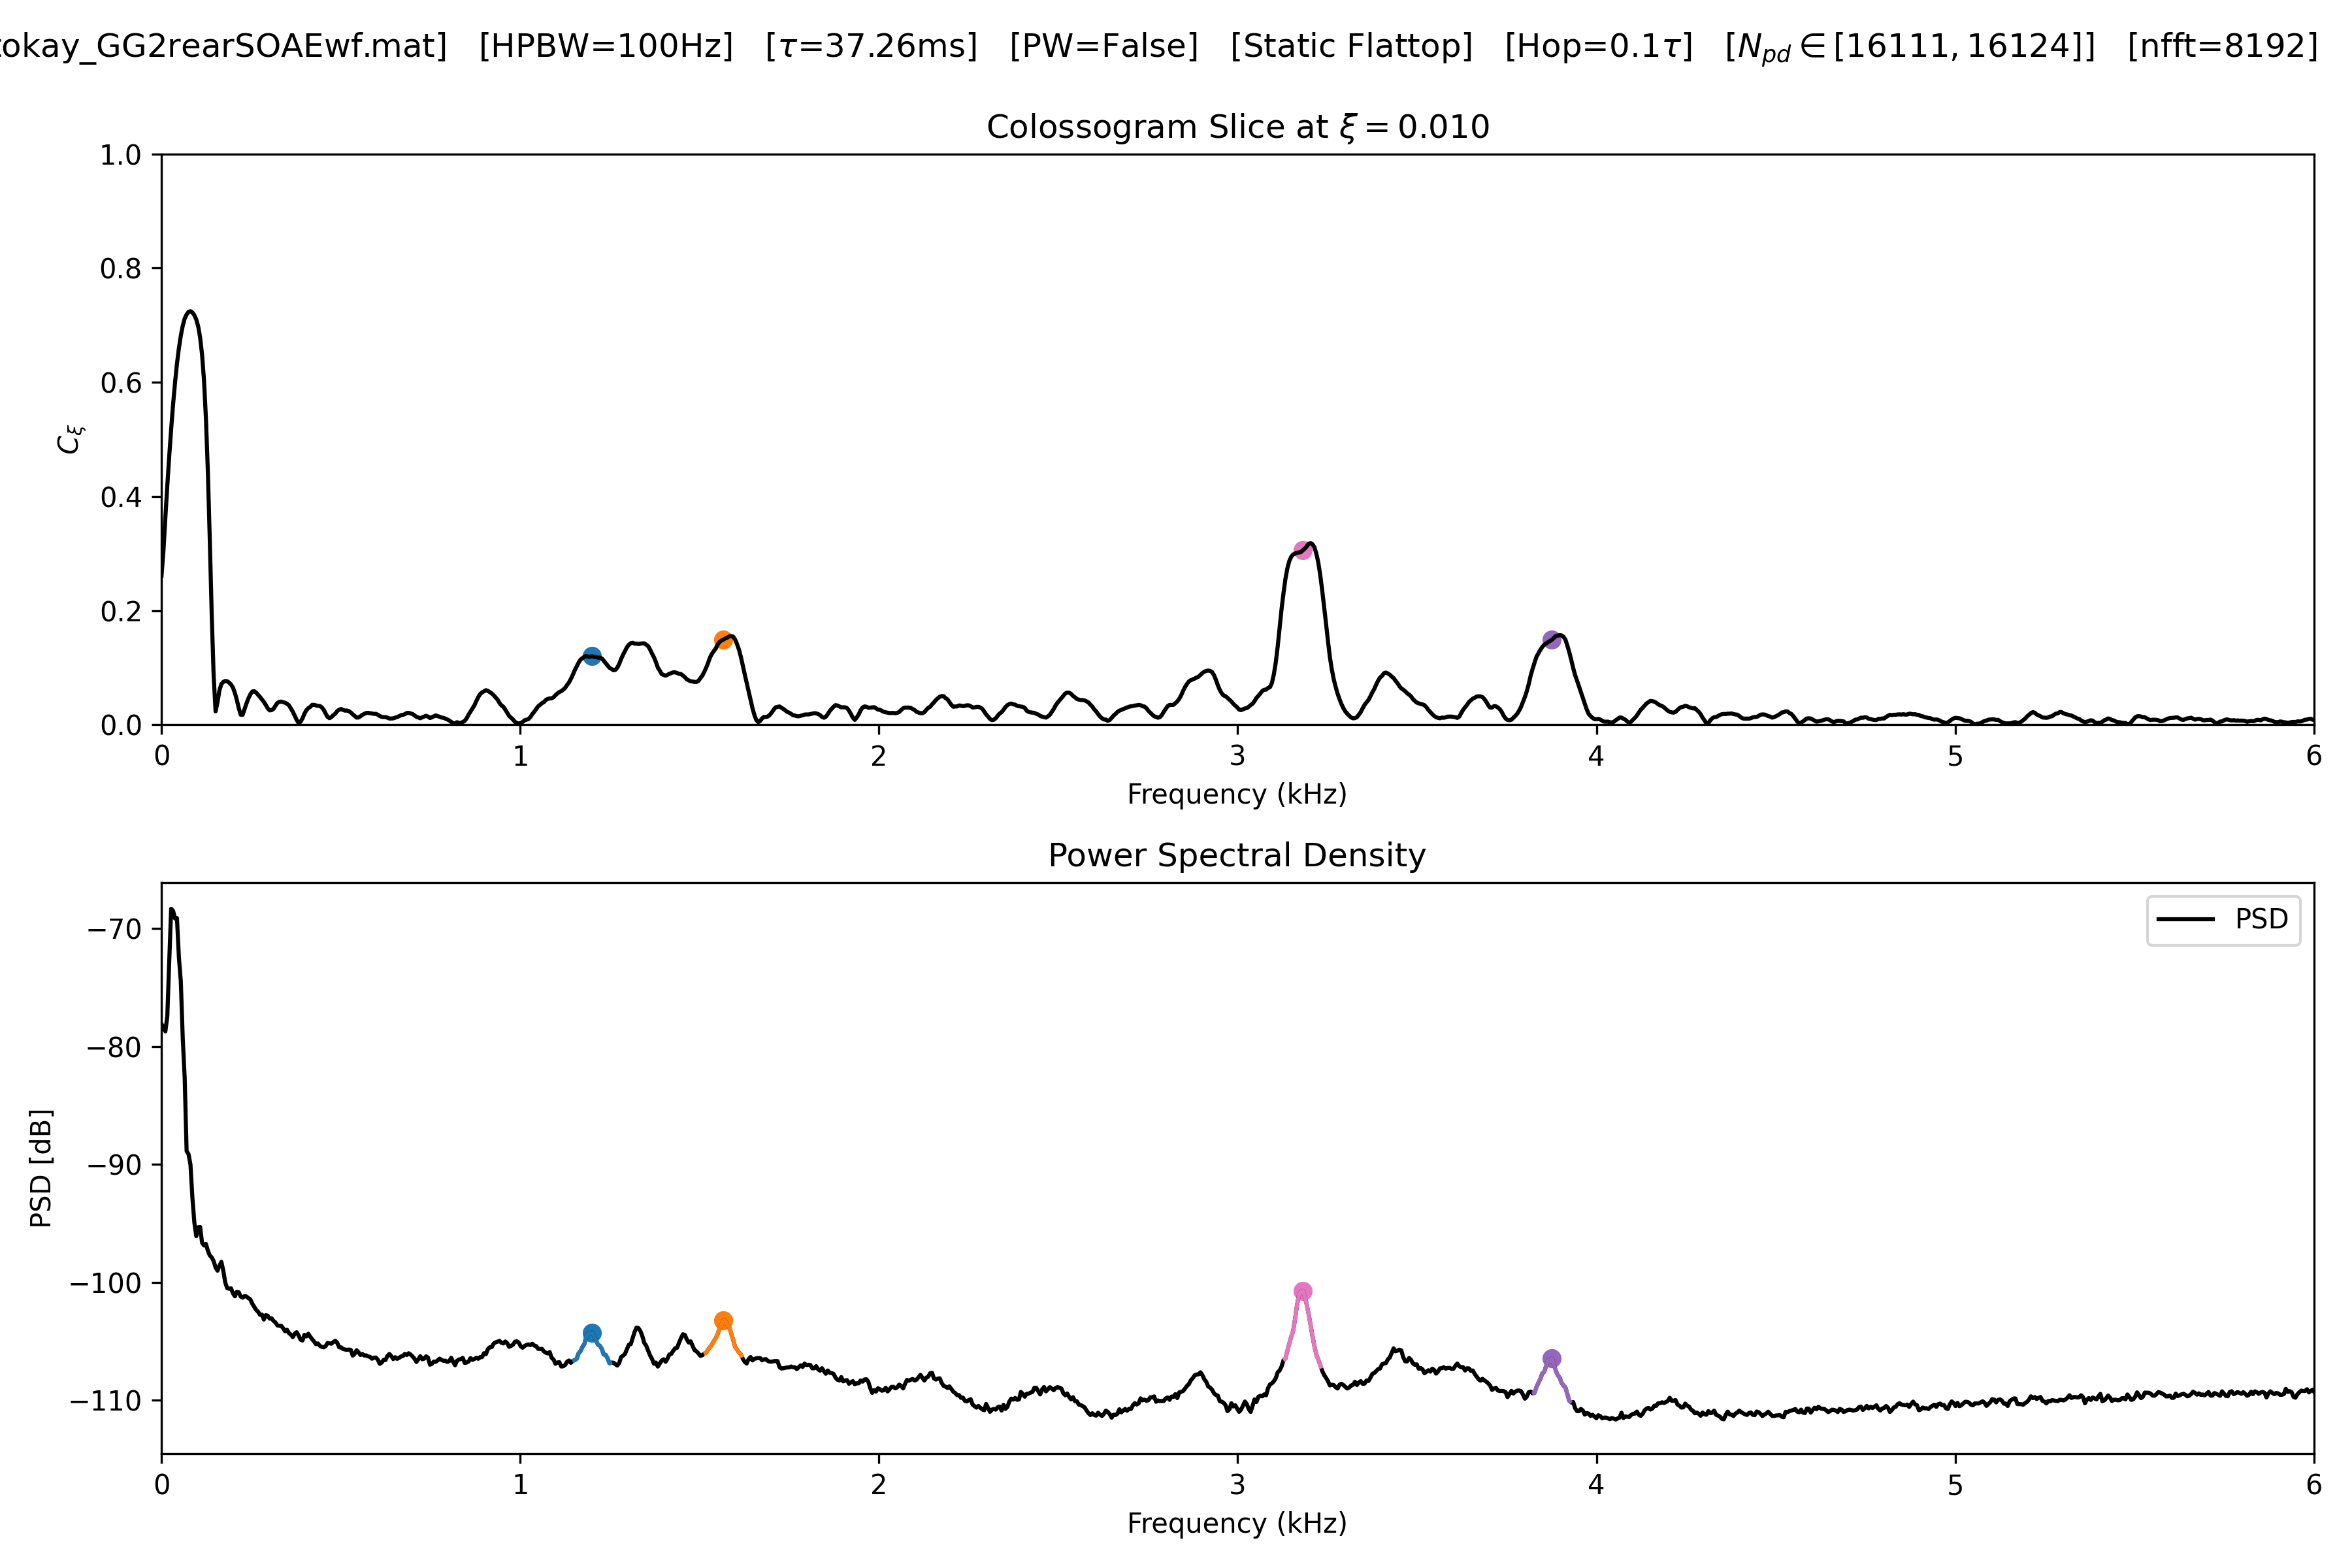 okay_GG2rearSOAEwf.mat] [HPBW=100Hz] [τ=37.26ms] [PW=False] [Static Flattop] [Hop=0.1τ] [N_pd ∈ [16111, 16124]] [nfft=8192]
Colossogram Slice at ξ = 0.010
1.0
0.8
0.6
0.4
0.2
0.0
C_ξ
0 1 2 3 4 5 6
Frequency (kHz)
Power Spectral Density
PSD
−70
−80
−90
−100
−110
PSD [dB]
0 1 2 3 4 5 6
Frequency (kHz)